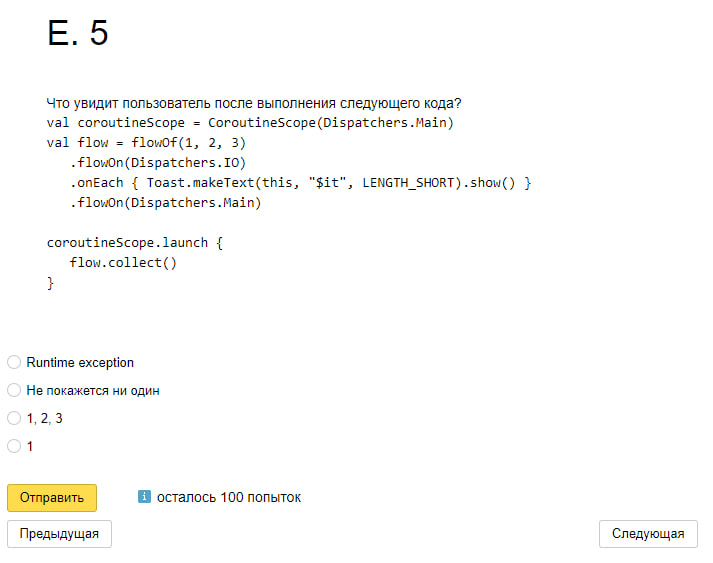 E. 5
Что увидит пользователь после выполнения следующего кода?
val coroutineScope = CoroutineScope(Dispatchers.Main)
val flow = flowOf(1, 2, 3)
.flowOn(Dispatchers.IO)
.onEach { Toast.makeText(this, "$it", LENGTH_SHORT).show() }
.flowOn(Dispatchers.Main)
coroutineScope.launch {
flow.collect()
}
Runtime exception
Не покажется ни один
1, 2, 3
1
Отправить
i осталось 100 попыток
Предыдущая
Следующая